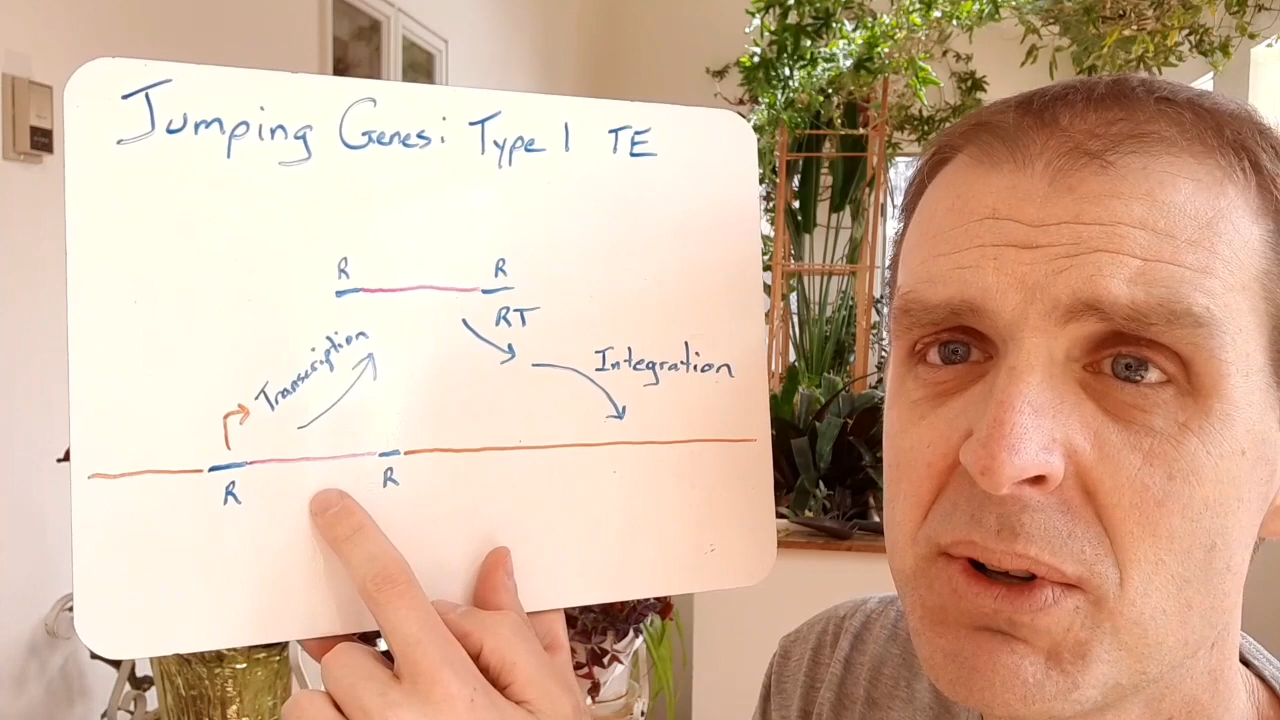 Jumping Genes: Type 1 TE
R R
RT
Transcription
Integration
R R